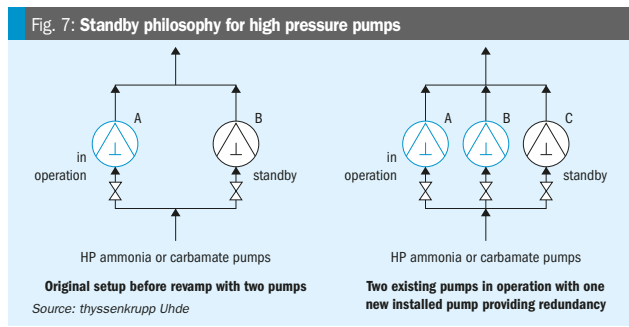 Fig. 7: Standby philosophy for high pressure pumps
A
B
in
operation
standby
HP ammonia or carbamate pumps
Original setup before revamp with two pumps
Source: thyssenkrupp Uhde
A
B
C
in
operation
standby
HP ammonia or carbamate pumps
Two existing pumps in operation with one
new installed pump providing redundancy